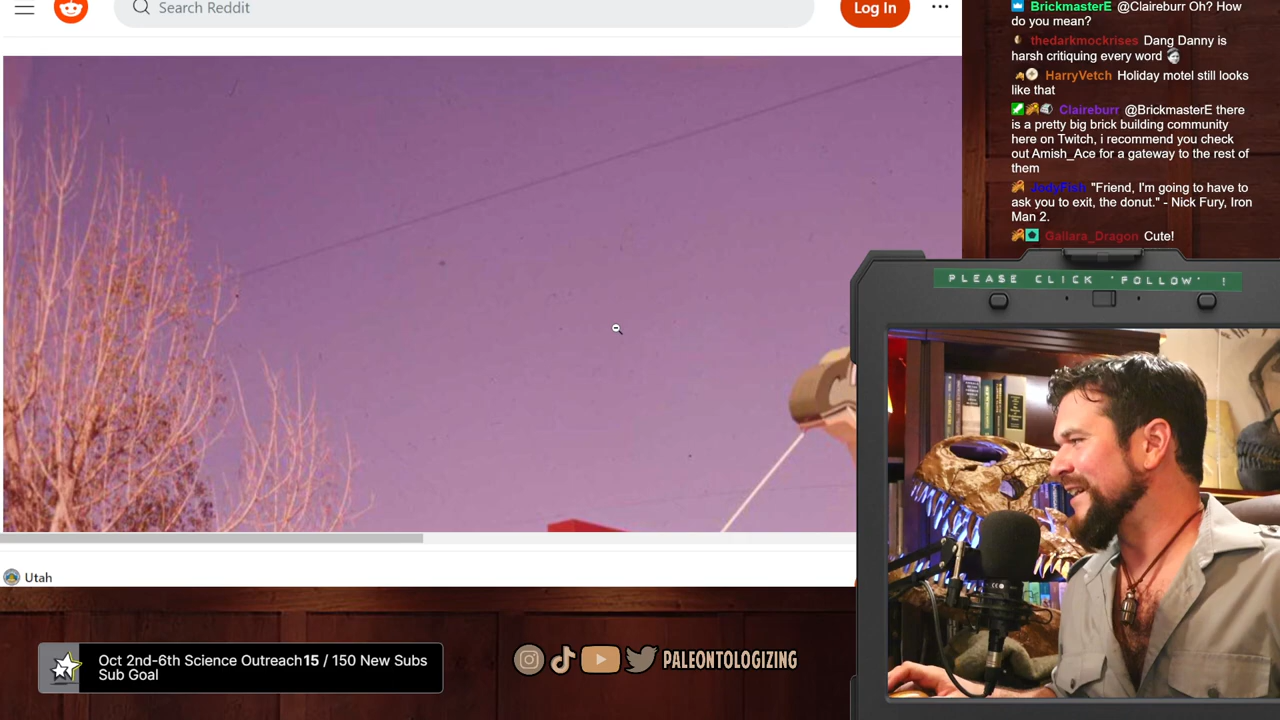 Search Reddit
Log In
Utah
BrickmasterE @Claireburr Oh? How
do you mean?
thedarkmockrises Dang Danny is
harsh critiquing every word
HarryVetch Holiday motel still looks
like that
Claireburr @BrickmasterE there
is a pretty big brick building community
here on Twitch, i recommend you check
out Amish_Ace for a gateway to the rest of
them
JodyFish "Friend, I'm going to have to
ask you to exit, the donut." - Nick Fury, Iron
Man 2.
Gallara_Dragon Cute!
PLEASE CLICK "FOLLOW" !
Oct 2nd-6th Science Outreach 15 / 150 New Subs
Sub Goal
PALEONTOLOGIZING